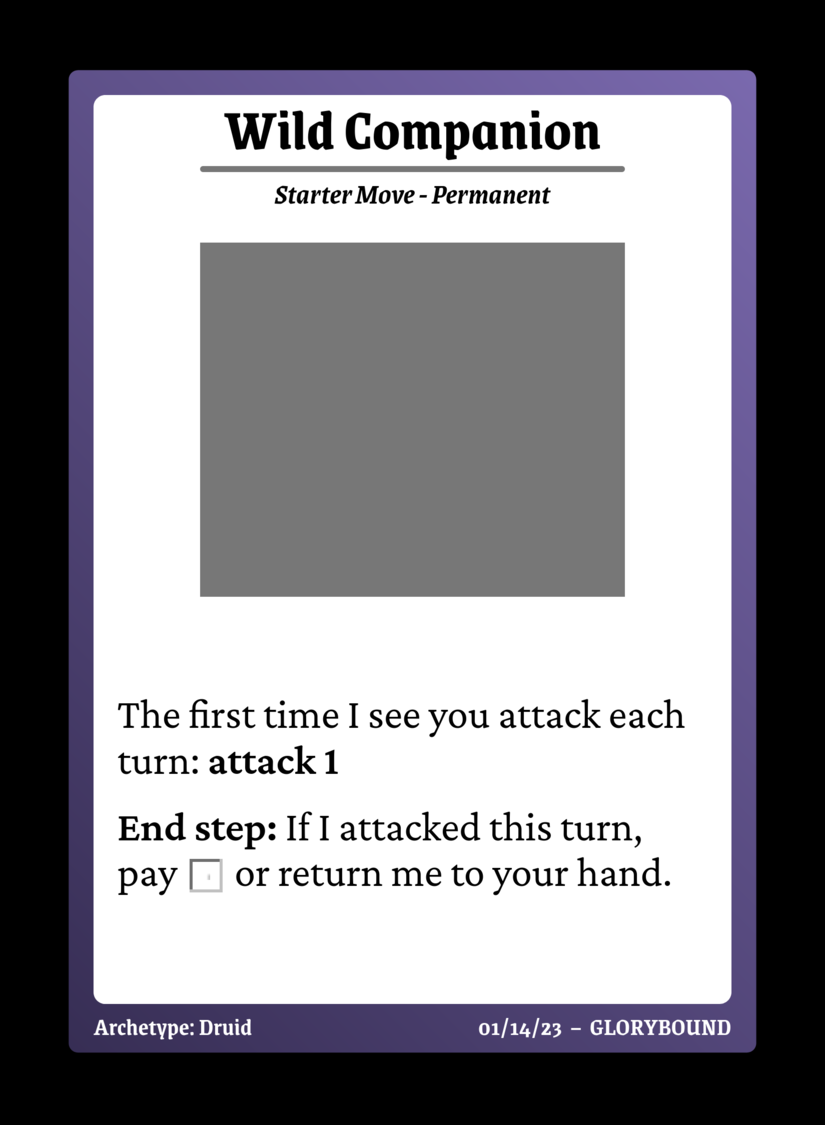 Wild Companion
Starter Move - Permanent
The first time I see you attack each
turn: attack 1
End step: If I attacked this turn,
pay or return me to your hand.
Archetype: Druid
01/14/23 – GLORYBOUND